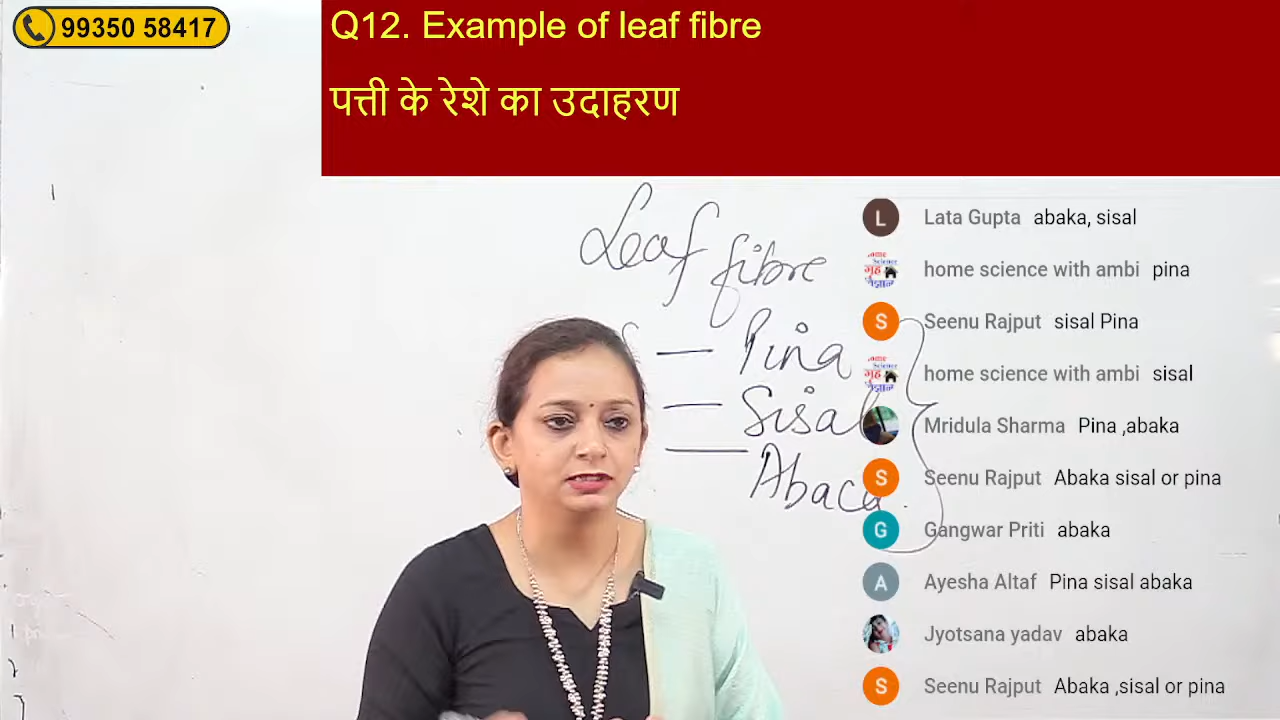 99350 58417
Q12. Example of leaf fibre
पत्ती के रेशे का उदाहरण
Leaf fibre
— Pina
— Sisal
— Abaca
Lata Gupta abaka, sisal
home science with ambi pina
Seenu Rajput sisal Pina
home science with ambi sisal
Mridula Sharma Pina ,abaka
Seenu Rajput Abaka sisal or pina
Gangwar Priti abaka
Ayesha Altaf Pina sisal abaka
Jyotsana yadav abaka
Seenu Rajput Abaka ,sisal or pina